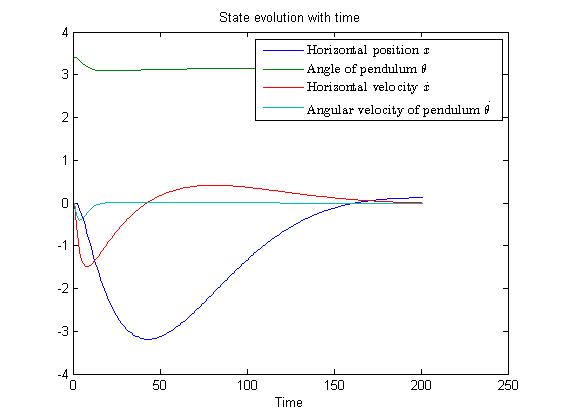 State evolution with time
Horizontal position x
Angle of pendulum θ
Horizontal velocity ẋ
Angular velocity of pendulum θ̇
4
3
2
1
0
-1
-2
-3
-4
0
50
100
150
200
250
Time